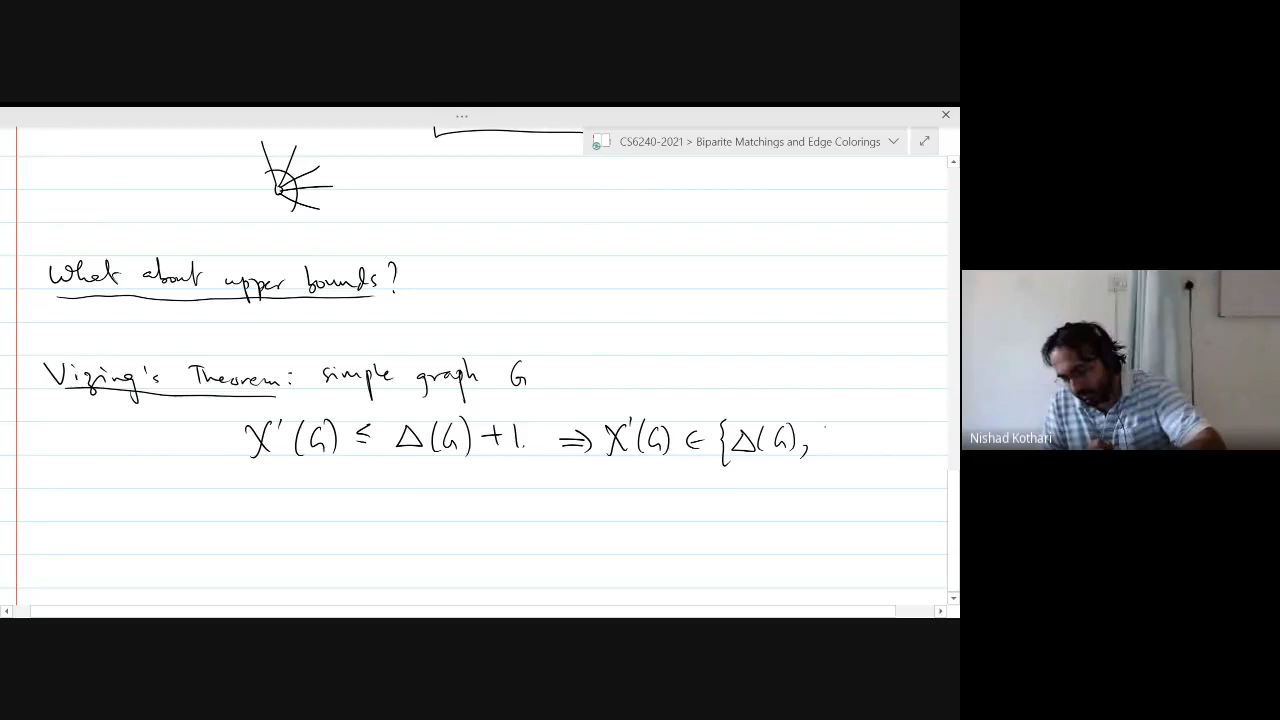 CS6240-2021 > Biparite Matchings and Edge Colorings
What about upper bounds?
Vizing's Theorem: simple graph G
χ'(G) ≤ Δ(G) + 1. ⇒ χ'(G) ∈ {Δ(G),
Nishad Kothari